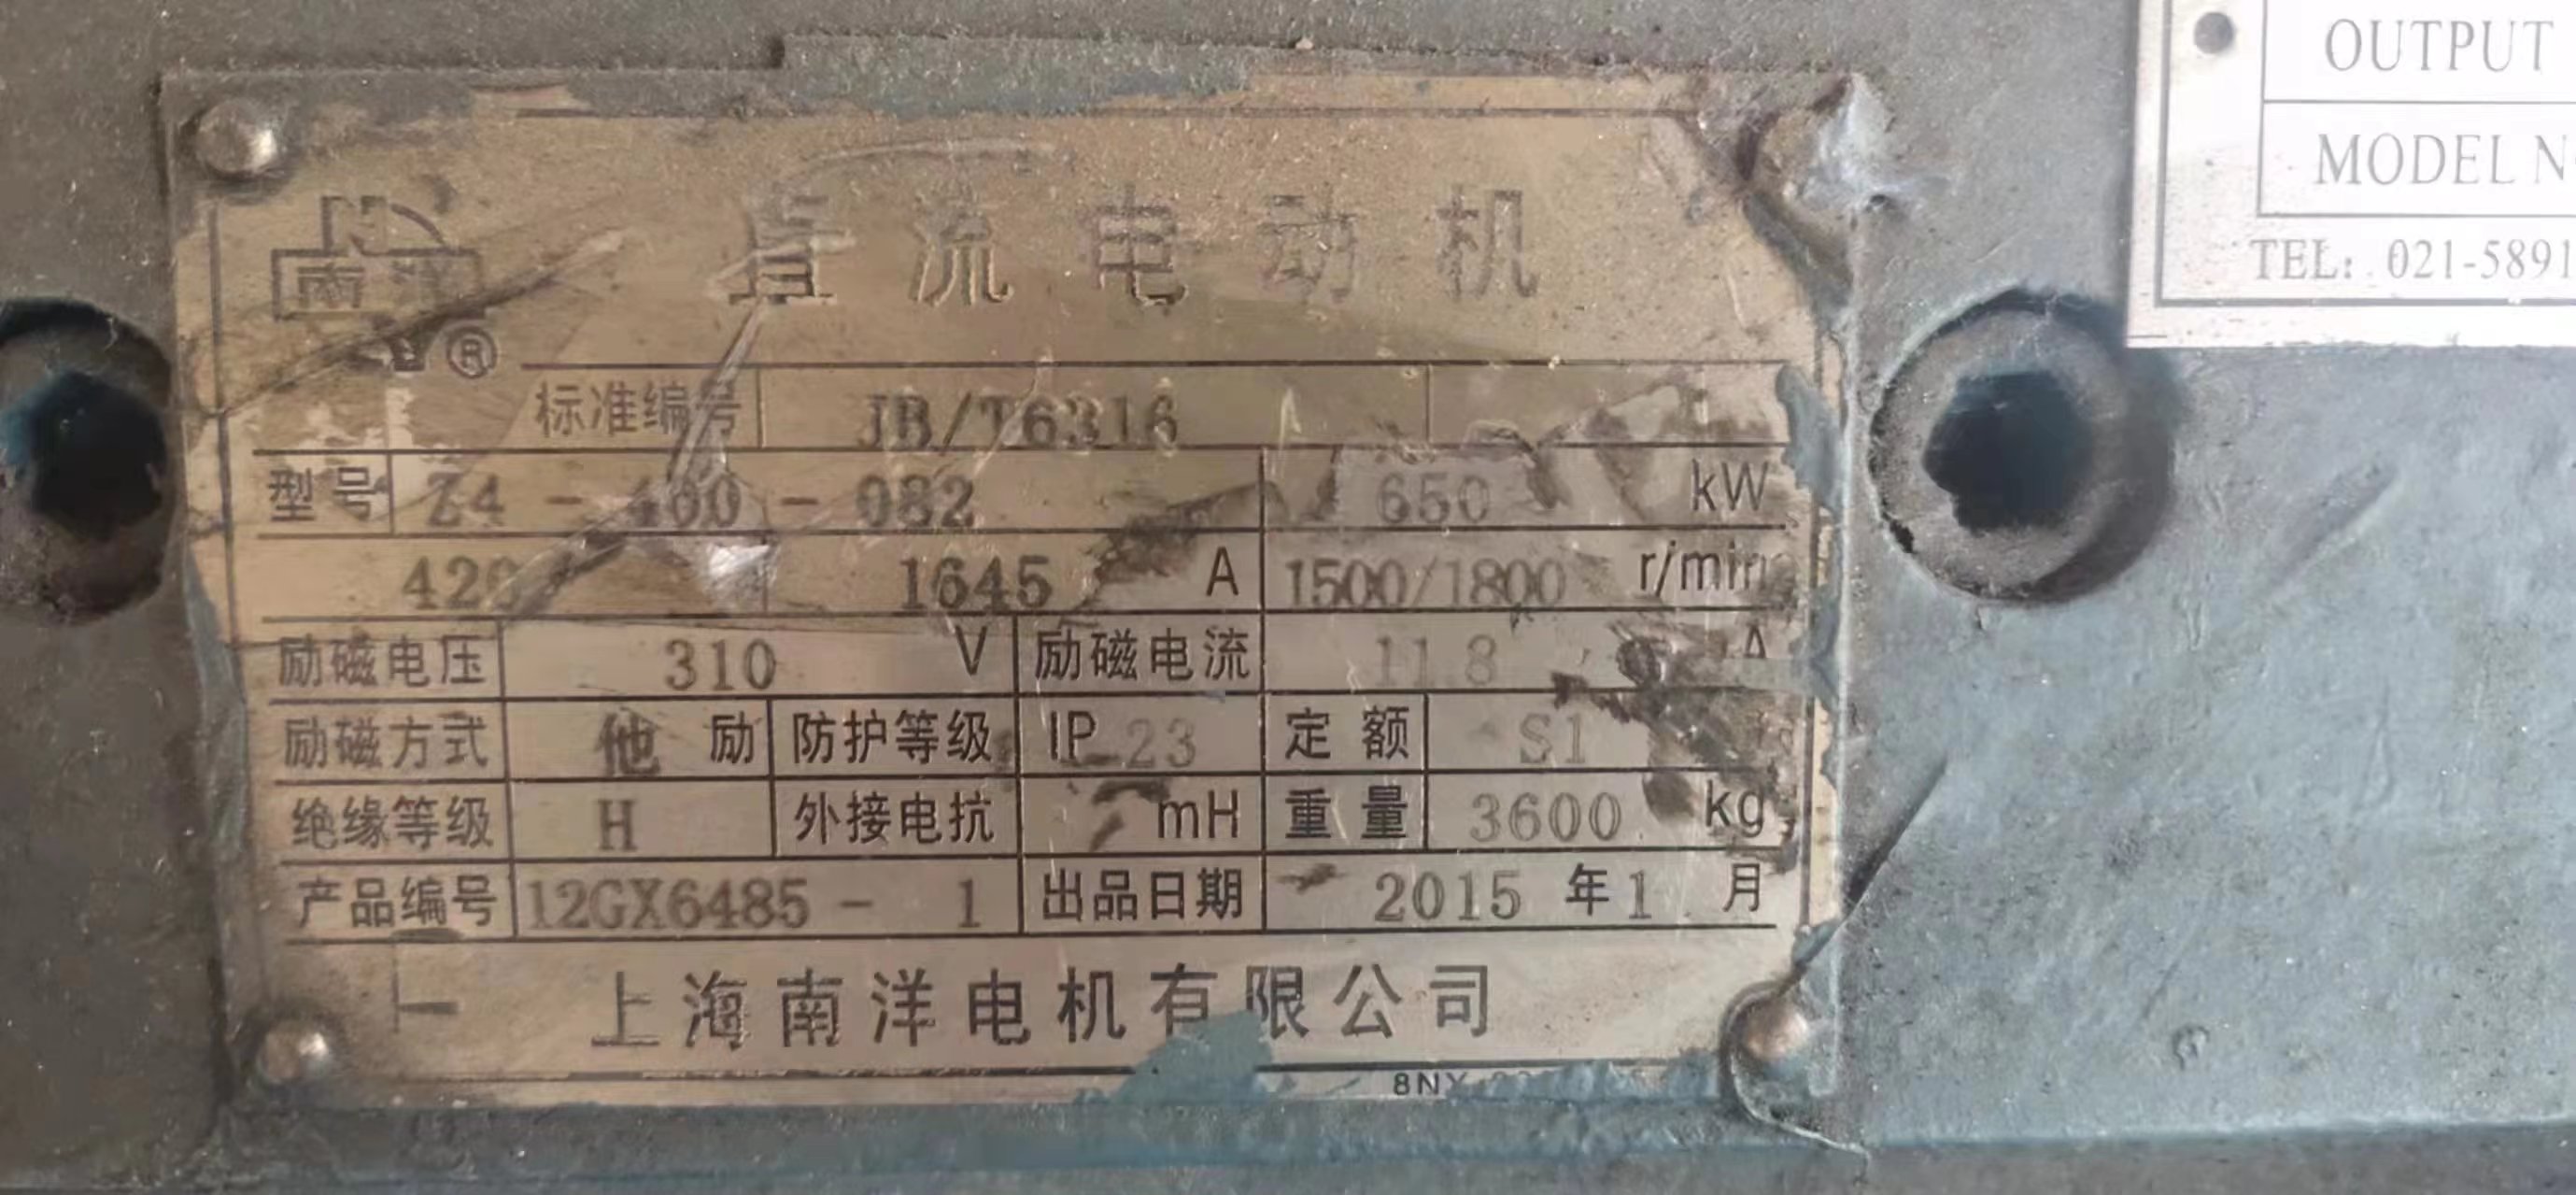 直流电动机
南洋
®
标准编号 JB/T6316
型号 Z4 - 400 - 082 650 kW
420 1645 A 1500/1800 r/min
励磁电压 310 V 励磁电流 11.8 A
励磁方式 他 励 防护等级 IP 23 定 额 S1
绝缘等级 H 外接电抗 mH 重 量 3600 kg
产品编号 12GX6485 - 1 出品日期 2015 年 1 月
上海南洋电机有限公司
8NX
OUTPUT
MODEL N
TEL: 021-5891